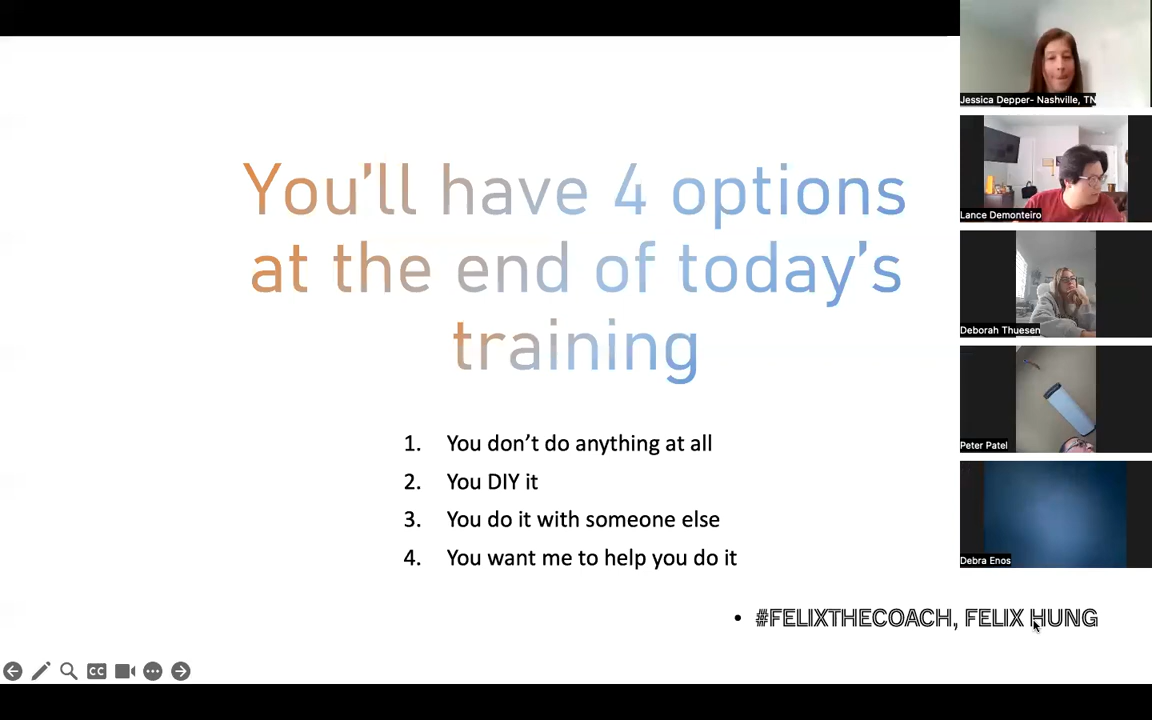 You’ll have 4 options
at the end of today’s
training
1. You don’t do anything at all
2. You DIY it
3. You do it with someone else
4. You want me to help you do it
• #FELIXTHECOACH, FELIX HUNG
CC
Jessica Depper- Nashville, TN
Lance Demonteiro
Deborah Thuesen
Peter Patel
Debra Enos